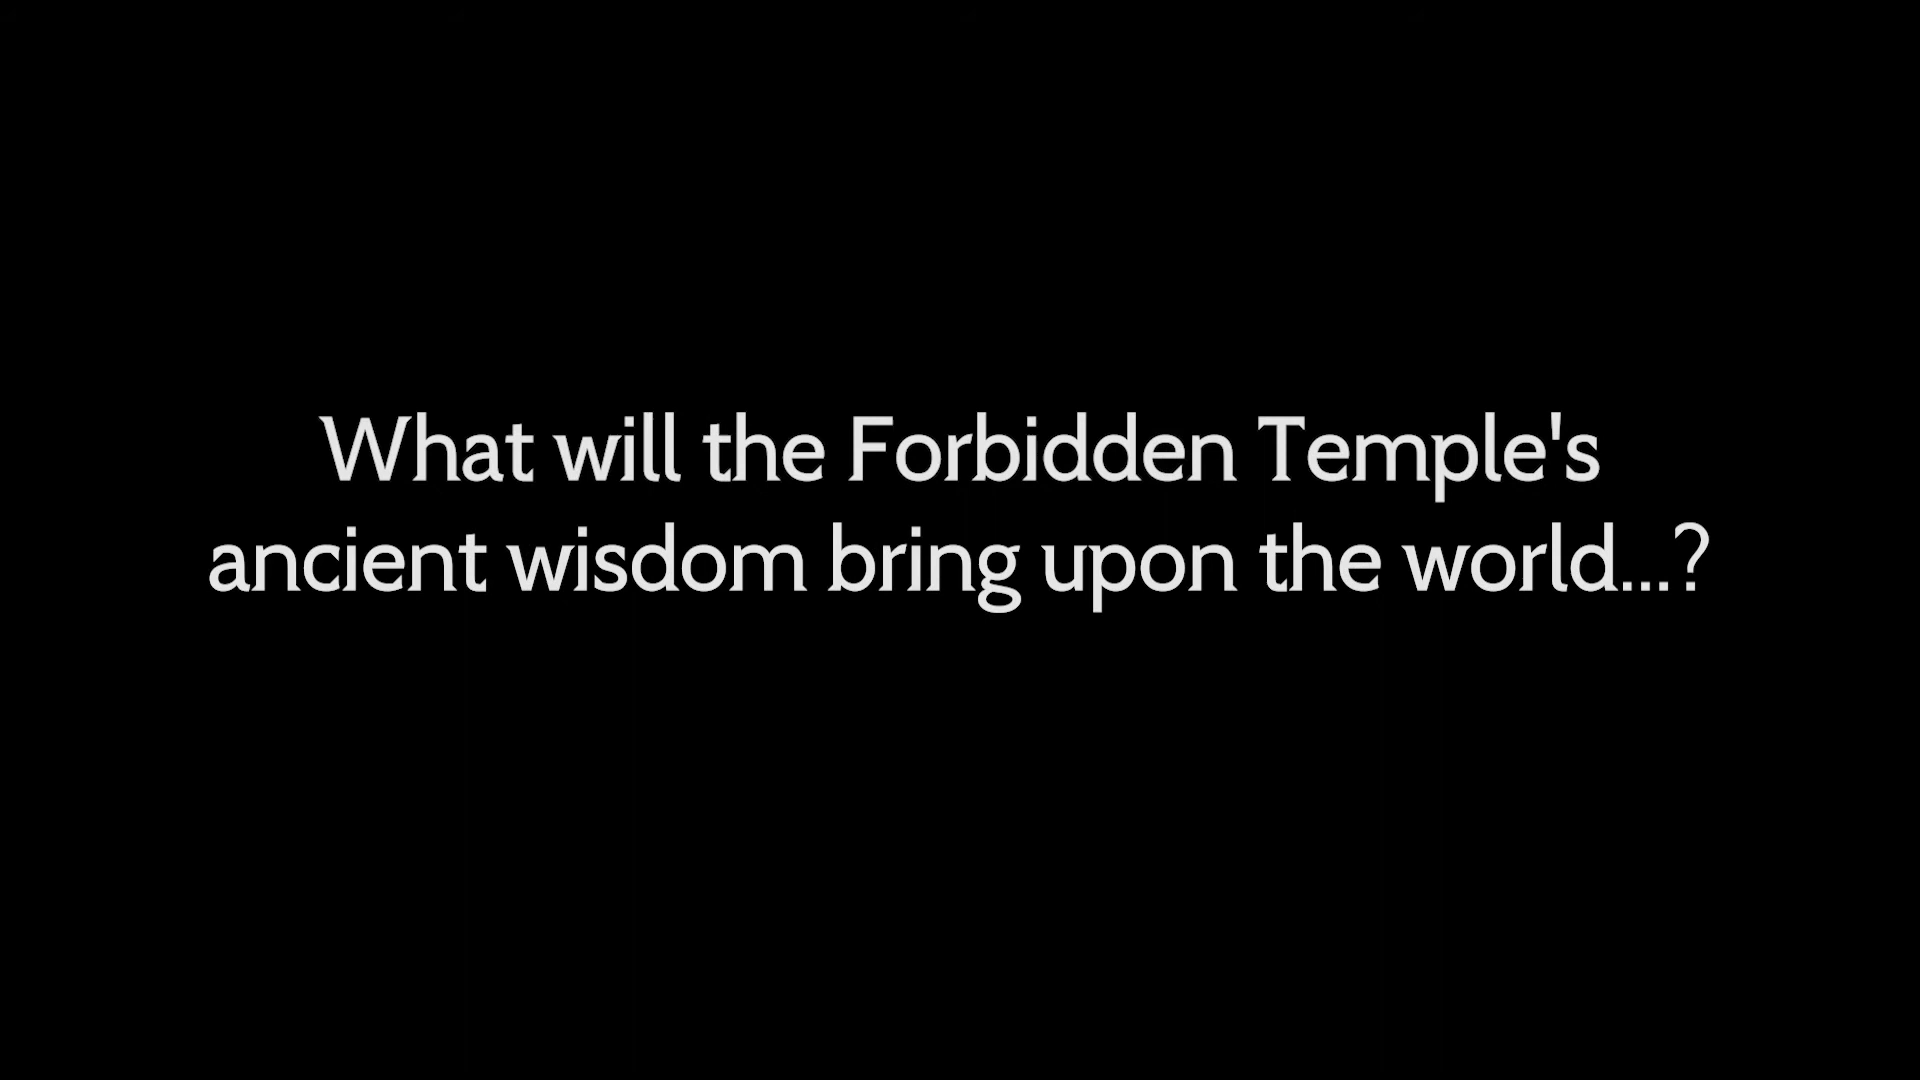 What will the Forbidden Temple's
ancient wisdom bring upon the world...?